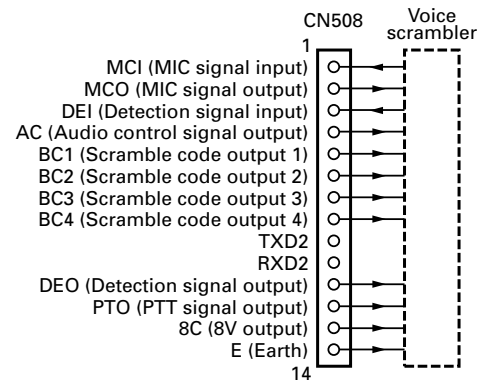 CN508
Voice
scrambler
1
MCI (MIC signal input)
MCO (MIC signal output)
DEI (Detection signal input)
AC (Audio control signal output)
BC1 (Scramble code output 1)
BC2 (Scramble code output 2)
BC3 (Scramble code output 3)
BC4 (Scramble code output 4)
TXD2
RXD2
DEO (Detection signal output)
PTO (PTT signal output)
8C (8V output)
E (Earth)
14